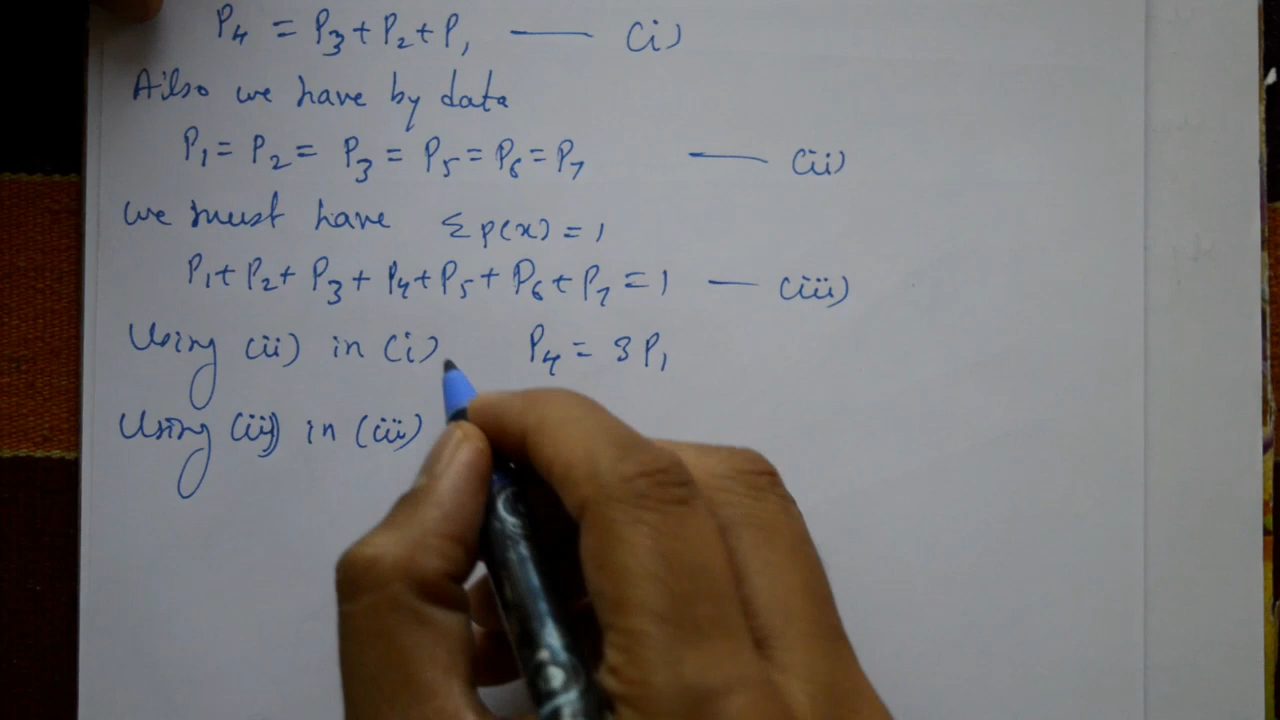 P₄ = P₃ + P₂ + P₁ —— (i)
Also we have by data
P₁ = P₂ = P₃ = P₅ = P₆ = P₇ —— (ii)
we must have Σ p(x) = 1
P₁ + P₂ + P₃ + P₄ + P₅ + P₆ + P₇ = 1 — (iii)
Using (ii) in (i) P₄ = 3P₁
Using (ii) in (iii)